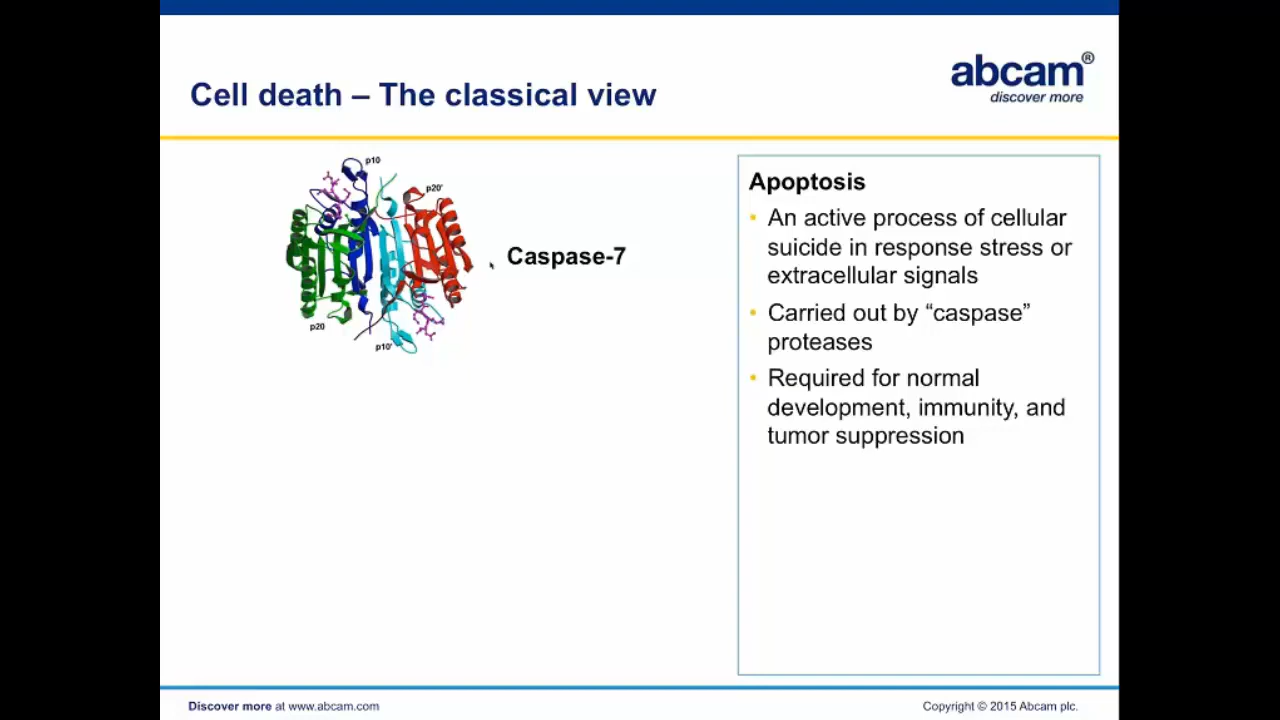 abcam®
discover more
Cell death – The classical view
p10
p20'
Caspase-7
p20
p10'
Apoptosis
• An active process of cellular
suicide in response stress or
extracellular signals
• Carried out by “caspase”
proteases
• Required for normal
development, immunity, and
tumor suppression
Discover more at www.abcam.com
Copyright © 2015 Abcam plc.